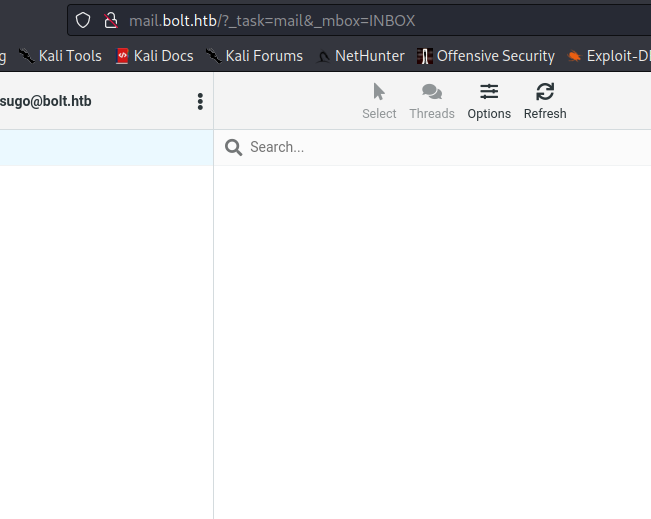 mail.bolt.htb/?_task=mail&_mbox=INBOX
g Kali Tools Kali Docs Kali Forums NetHunter Offensive Security Exploit-D
sugo@bolt.htb
Select Threads Options Refresh
Search...